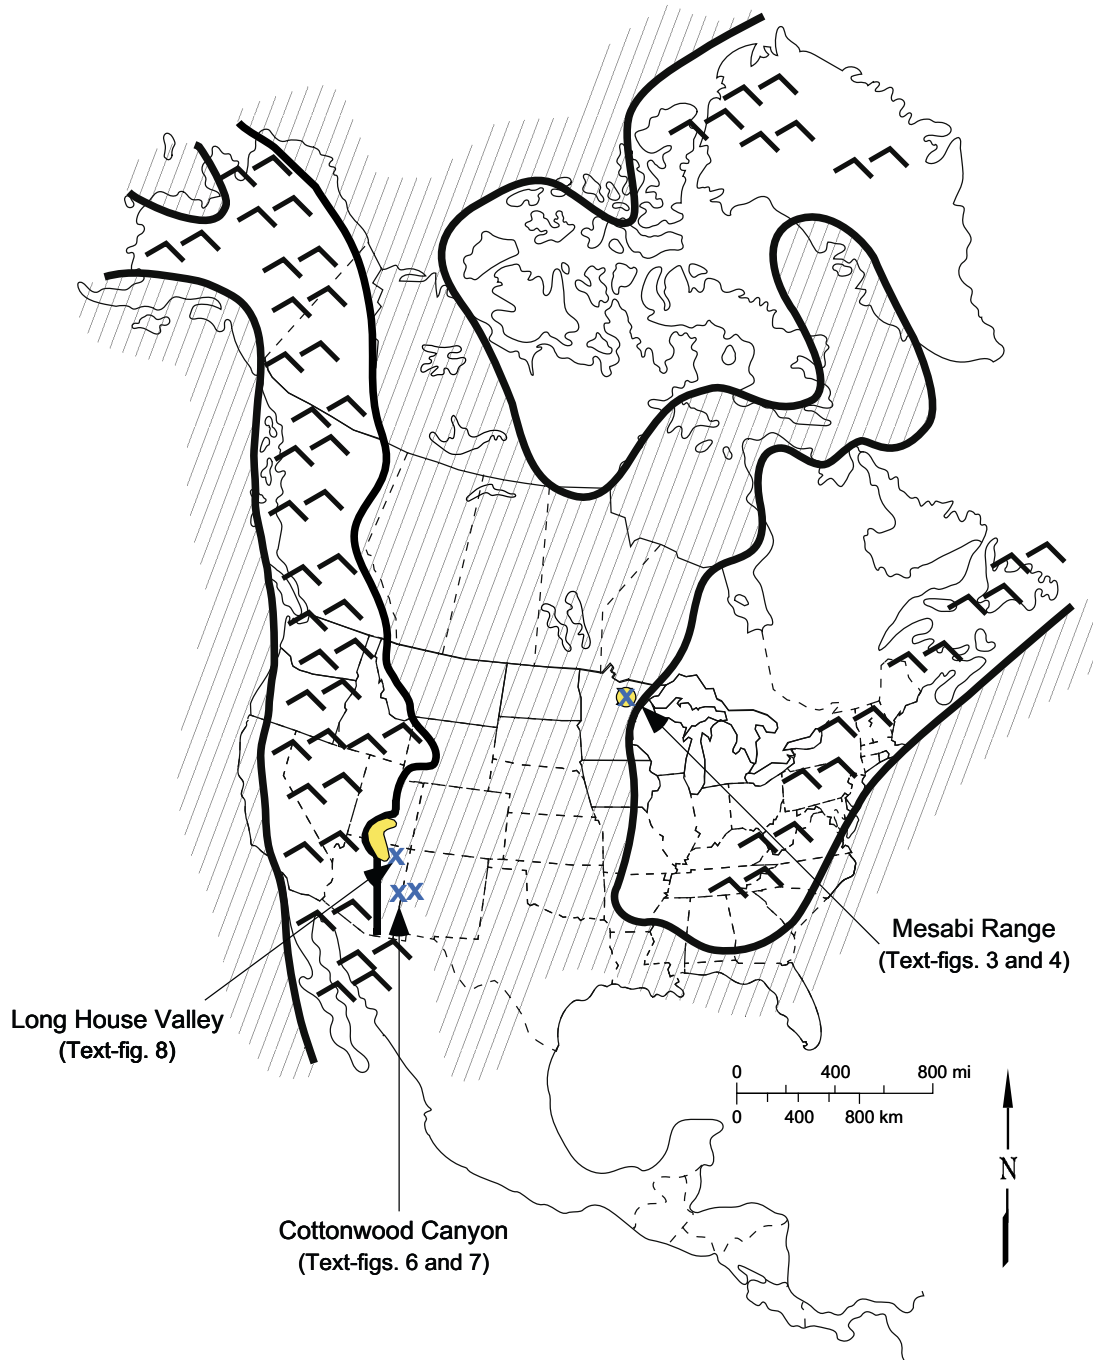 X
X
XX
Mesabi Range
(Text-figs. 3 and 4)
Long House Valley
(Text-fig. 8)
0 400 800 mi
0 400 800 km
N
Cottonwood Canyon
(Text-figs. 6 and 7)